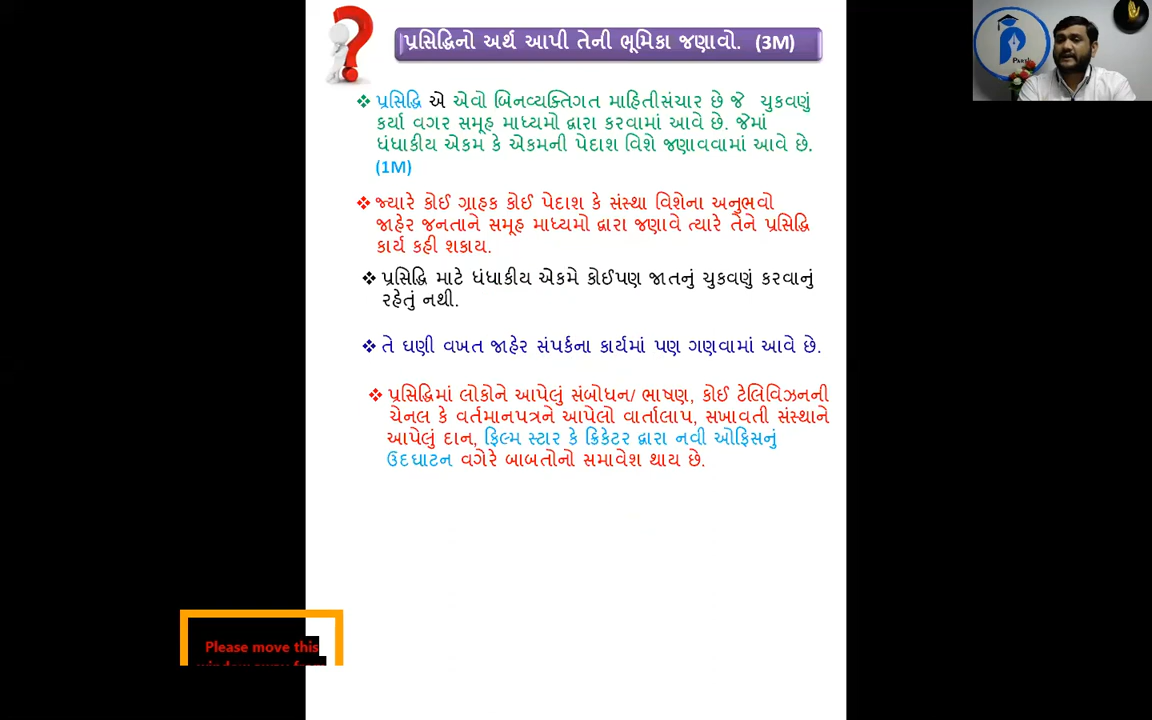 પ્રસિદ્ધિનો અર્થ આપી તેની ભૂમિકા જણાવો. (3M)
❖ પ્રસિદ્ધિ એ એવો બિનવ્યક્તિગત માહિતીસંચાર છે જે ચુકવણું
કર્યા વગર સમૂહ માધ્યમો દ્વારા કરવામાં આવે છે. જેમાં
ધંધાકીય એકમ કે એકમની પેદાશ વિશે જણાવવામાં આવે છે.
(1M)
❖ જ્યારે કોઈ ગ્રાહક કોઈ પેદાશ કે સંસ્થા વિશેના અનુભવો
જાહેર જનતાને સમૂહ માધ્યમો દ્વારા જણાવે ત્યારે તેને પ્રસિદ્ધિ
કાર્ય કહી શકાય.
❖ પ્રસિદ્ધિ માટે ધંધાકીય એકમે કોઈપણ જાતનું ચુકવણું કરવાનું
રહેતું નથી.
❖ તે ઘણી વખત જાહેર સંપર્કના કાર્યમાં પણ ગણવામાં આવે છે.
❖ પ્રસિદ્ધિમાં લોકોને આપેલું સંબોધન/ ભાષણ, કોઈ ટેલિવિઝનની
ચેનલ કે વર્તમાનપત્રને આપેલો વાર્તાલાપ, સખાવતી સંસ્થાને
આપેલું દાન, ફિલ્મ સ્ટાર કે ક્રિકેટર દ્વારા નવી ઓફિસનું
ઉદઘાટન વગેરે બાબતોનો સમાવેશ થાય છે.
Please move this